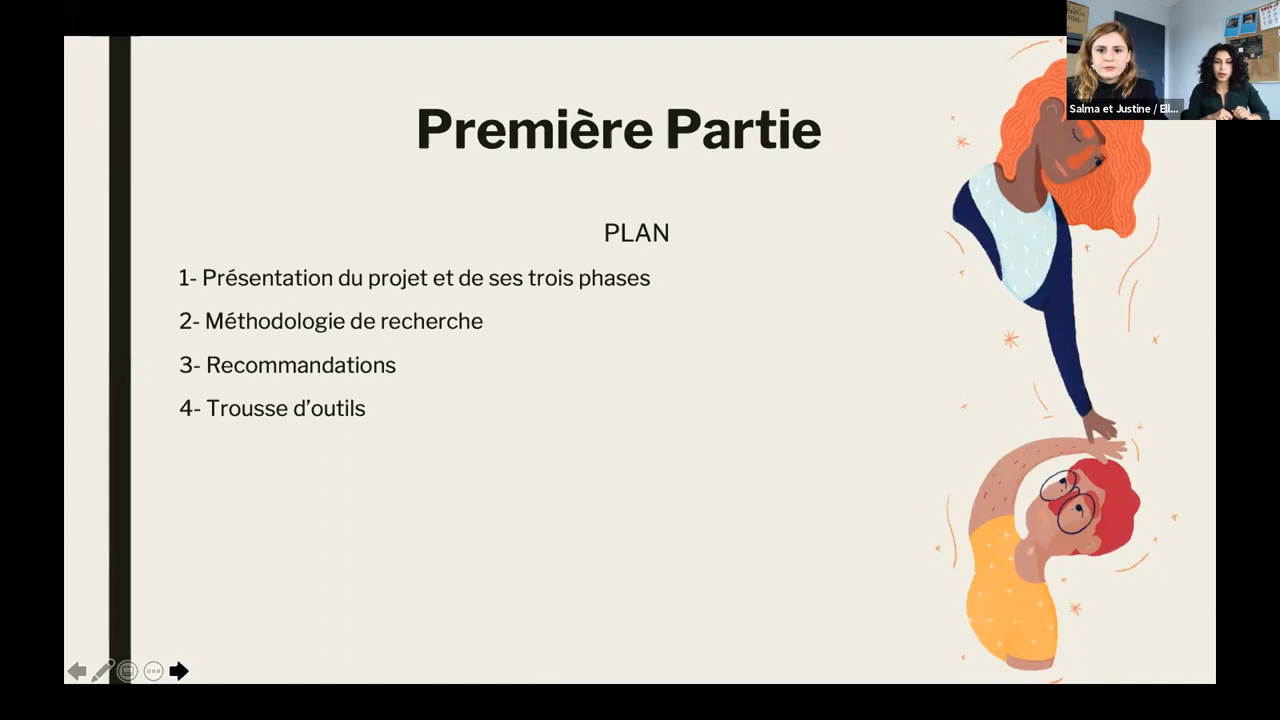 Première Partie
PLAN
1- Présentation du projet et de ses trois phases
2- Méthodologie de recherche
3- Recommandations
4- Trousse d’outils
Salma et Justine / Ell...